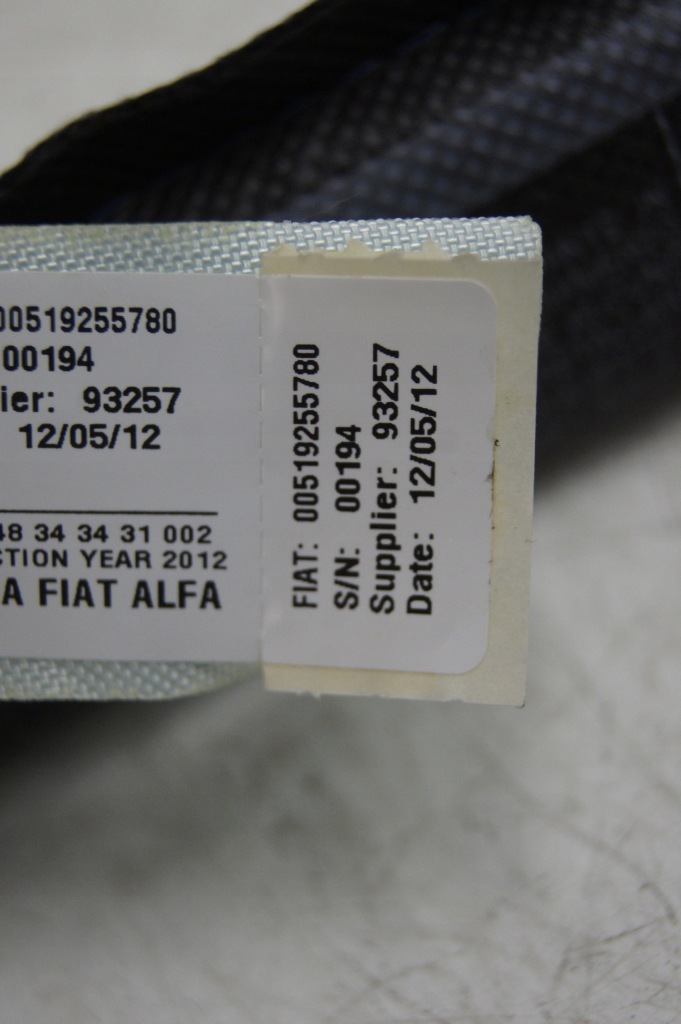 00519255780
00194
ier: 93257
12/05/12
48 34 34 31 002
CTION YEAR 2012
A FIAT ALFA
FIAT: 00519255780
S/N: 00194
Supplier: 93257
Date: 12/05/12